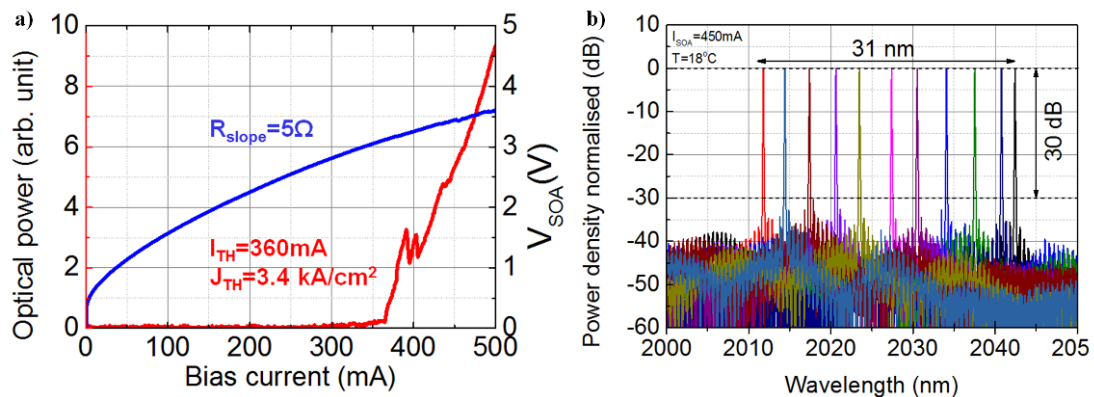 a)
10
8
6
4
2
0
Optical power (arb. unit)
R_slope=5Ω
I_TH=360mA
J_TH=3.4 kA/cm²
5
4
3
2
1
0
V_SOA(V)
0 100 200 300 400 500
Bias current (mA)
b)
10
0
-10
-20
-30
-40
-50
-60
Power density normalised (dB)
I_SOA=450mA
T=18°C
31 nm
30 dB
2000 2010 2020 2030 2040 205
Wavelength (nm)